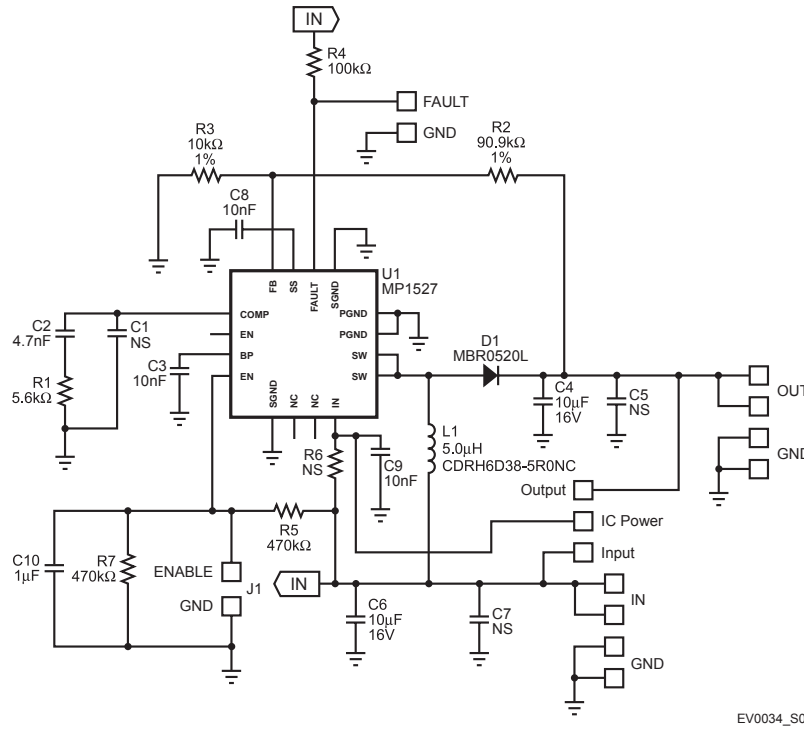 IN
R4
100kΩ
FAULT
GND
R3
10kΩ
1%
R2
90.9kΩ
1%
C8
10nF
U1
MP1527
FB
SS
FAULT
SGND
COMP
EN
BP
EN
PGND
PGND
SW
SW
SGND
NC
NC
IN
C2
4.7nF
C1
NS
C3
10nF
R1
5.6kΩ
D1
MBR0520L
C4
10μF
16V
C5
NS
OUT
GND
L1
5.0μH
CDRH6D38-5R0NC
R6
NS
C9
10nF
Output
IC Power
Input
R5
470kΩ
C10
1μF
R7
470kΩ
ENABLE
GND
J1
IN
C6
10μF
16V
C7
NS
IN
GND
EV0034_S0